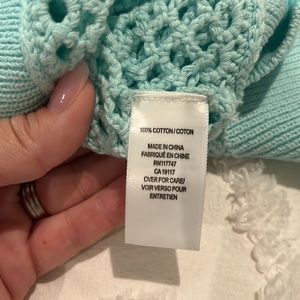 100% COTTON/COTON
MADE IN CHINA
FABRIQUÉ EN CHINE
RN117747
CA 19117
OVER FOR CARE/
VOIR VERSO POUR
ENTRETIEN